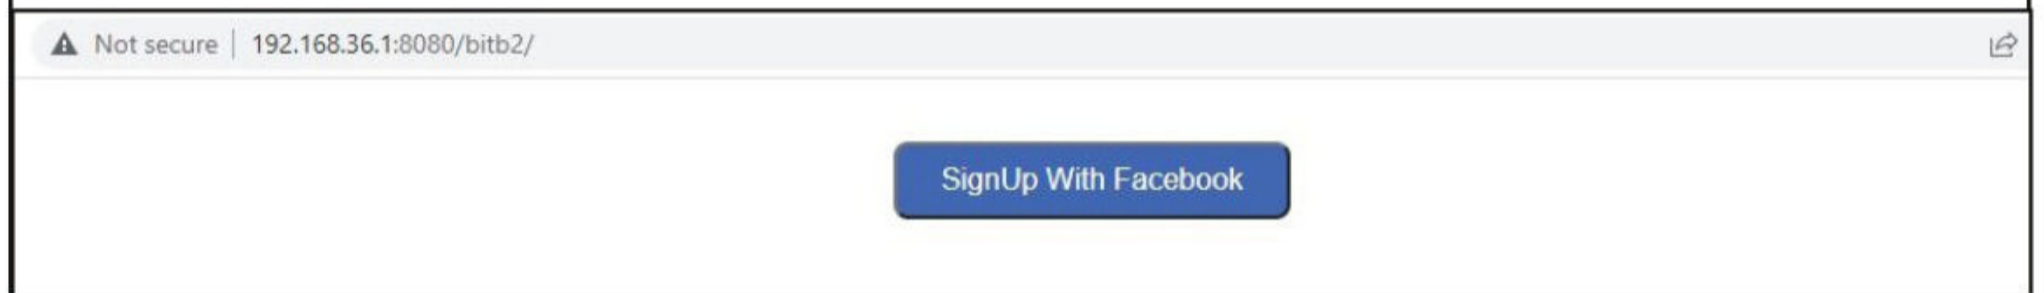 Not secure | 192.168.36.1:8080/bitb2/
SignUp With Facebook